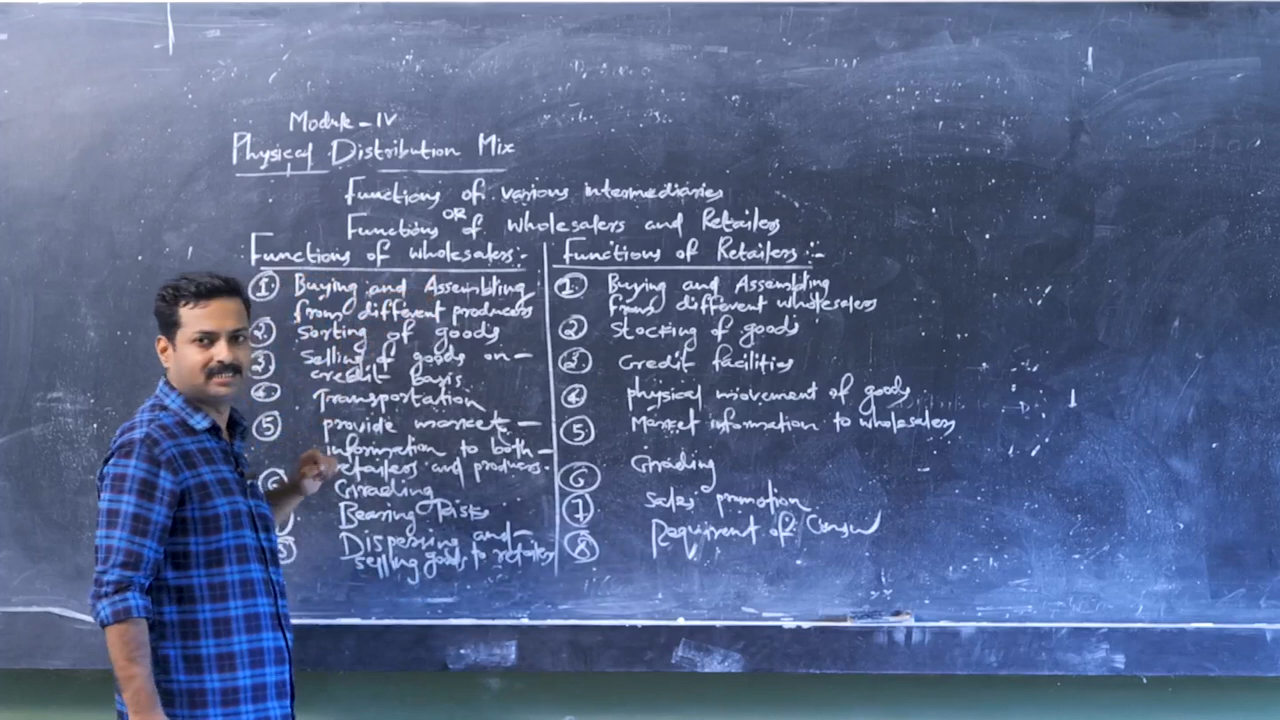 Module - IV
Physical Distribution Mix
Functions of various intermediaries
OR
Functions of wholesalers and Retailers
Functions of wholesalers:-
① Buying and Assembling
from different producers
② Sorting of goods
③ Selling of goods on -
credit basis
④ Transportation
⑤ provide market -
information to both -
retailers and producers.
⑥ Grading
Bearing Risks
Dispersing and -
selling goods to retailers
Functions of Retailers :-
① Buying and Assembling
from different wholesalers
② Stocking of goods
③ Credit facilities
④ physical movement of goods
⑤ Market information to wholesalers
⑥ Grading
⑦ Sales promotion
⑧ Requirment of